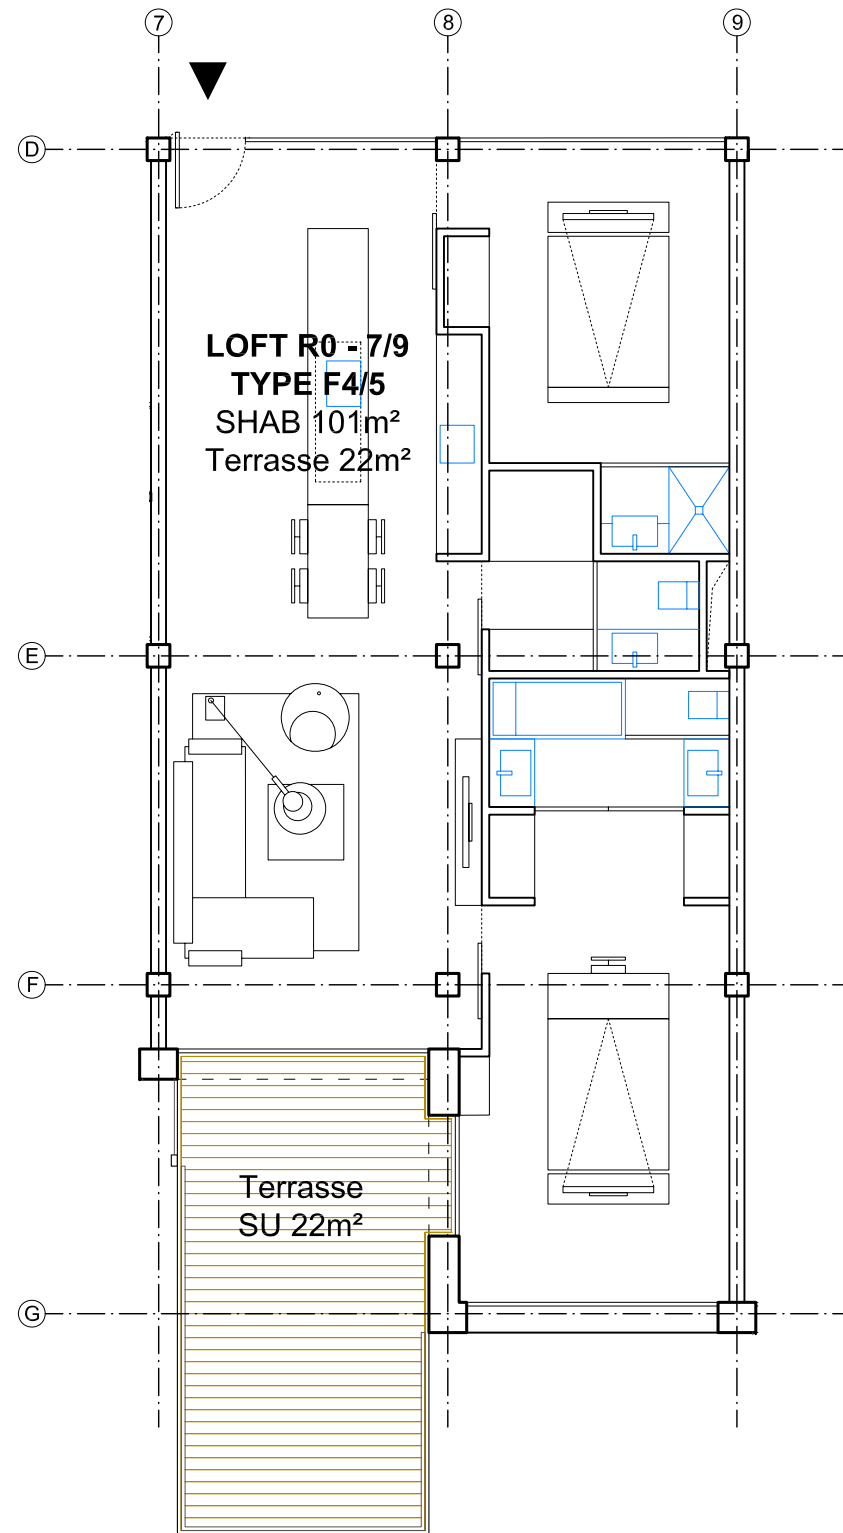 7
8
9
D
LOFT R0 - 7/9
TYPE F4/5
SHAB 101m²
Terrasse 22m²
E
F
Terrasse
SU 22m²
G